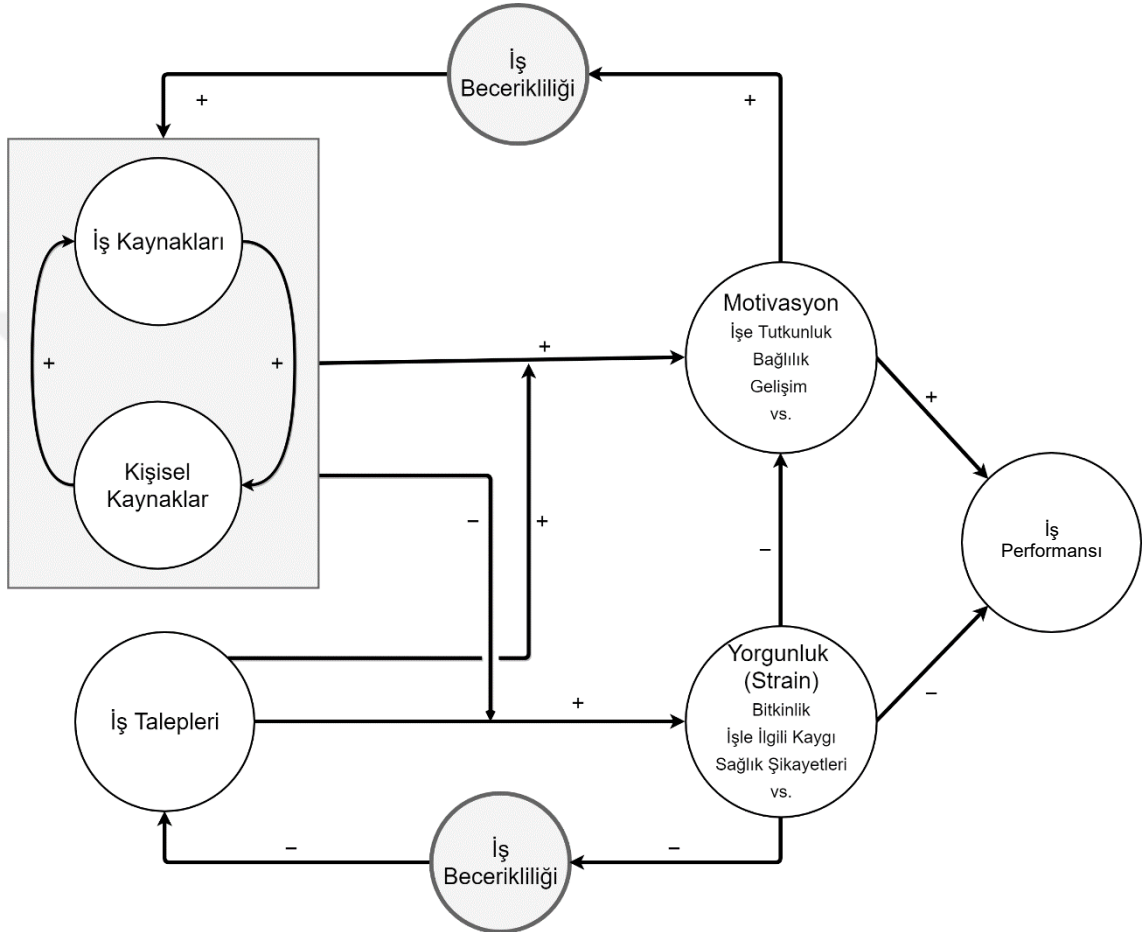 İş
Becerikliliği
+
+
İş Kaynakları
+
+
Kişisel
Kaynaklar
+
Motivasyon
İşe Tutkunluk
Bağlılık
Gelişim
vs.
+
–
+
–
İş
Performansı
İş Talepleri
+
Yorgunluk
(Strain)
Bitkinlik
İşle İlgili Kaygı
Sağlık Şikayetleri
vs.
–
İş
Becerikliliği
–
–